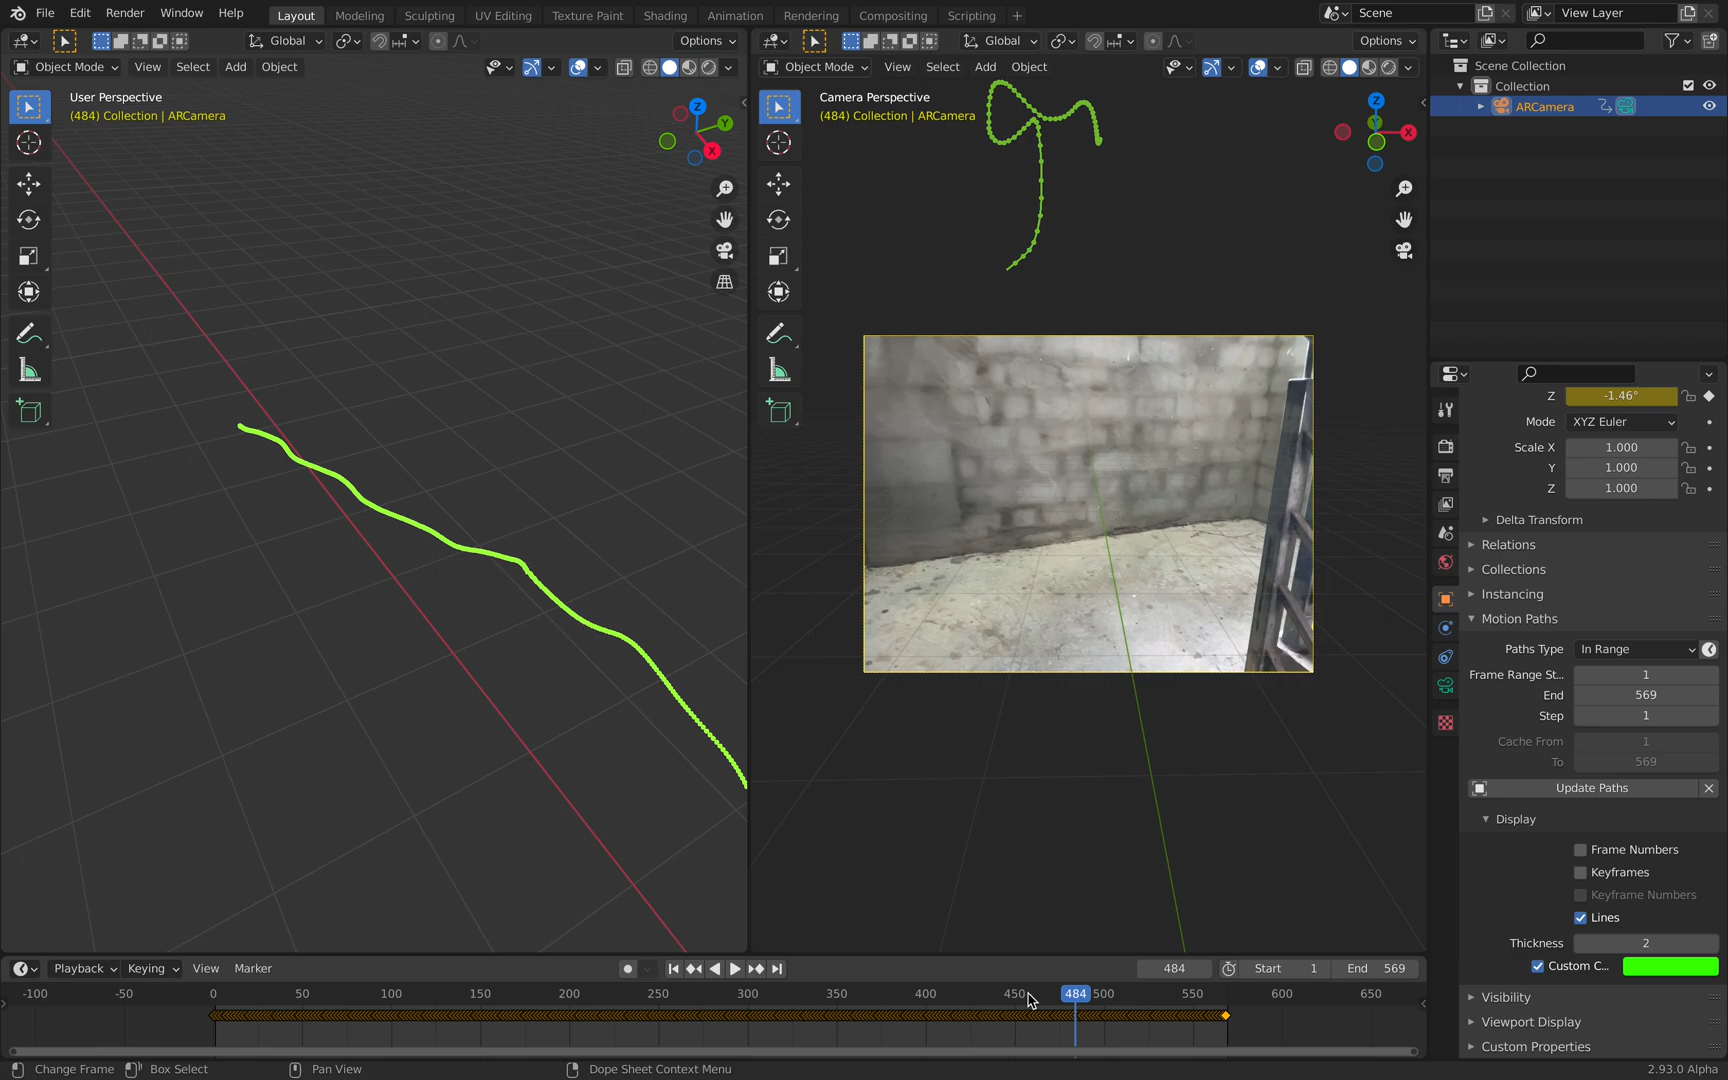 File Edit Render Window Help Layout Modeling Sculpting UV Editing Texture Paint Shading Animation Rendering Compositing Scripting + Scene View Layer
Global Options Global Options
Object Mode View Select Add Object Object Mode View Select Add Object
Scene Collection
Collection
ARCamera
User Perspective
(484) Collection | ARCamera
Z
Y
X
Camera Perspective
(484) Collection | ARCamera
Z
X
Z -1.46°
Mode XYZ Euler
Scale X 1.000
Y 1.000
Z 1.000
Delta Transform
Relations
Collections
Instancing
Motion Paths
Paths Type In Range
Frame Range St... 1
End 569
Step 1
Cache From 1
To 569
Update Paths
Display
Frame Numbers
Keyframes
Keyframe Numbers
Lines
Thickness 2
Custom C...
Visibility
Viewport Display
Custom Properties
Playback Keying View Marker 484 Start 1 End 569
-100 -50 0 50 100 150 200 250 300 350 400 450 484 500 550 600 650
Change Frame Box Select Pan View Dope Sheet Context Menu 2.93.0 Alpha